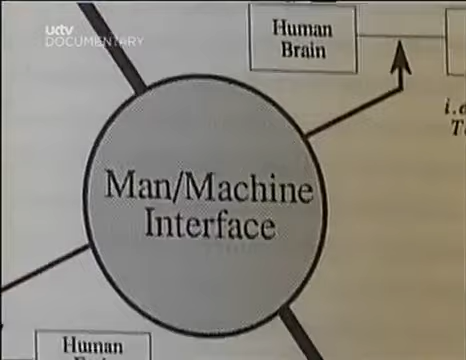 uktv
DOCUMENTARY
Human
Brain
i.e
Man/Machine
Interface
Human